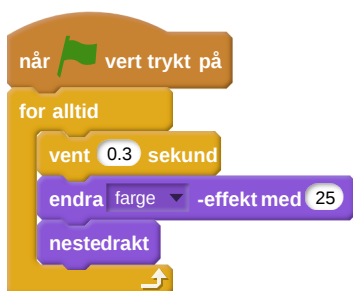 når vert trykt på
for alltid
vent 0.3 sekund
endra farge -effekt med 25
nestedrakt